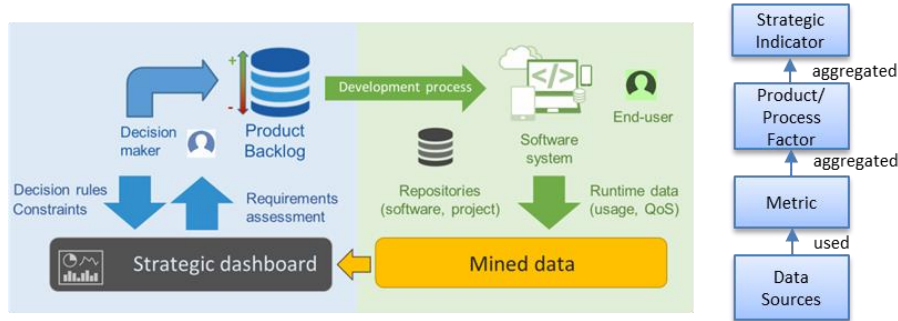 +
-
Decision
maker
Product
Backlog
Development process
</>
End-user
Software
system
Repositories
(software, project)
Runtime data
(usage, QoS)
Decision rules
Constraints
Requirements
assessment
Strategic dashboard
Mined data
Strategic
Indicator
aggregated
Product/
Process
Factor
aggregated
Metric
used
Data
Sources